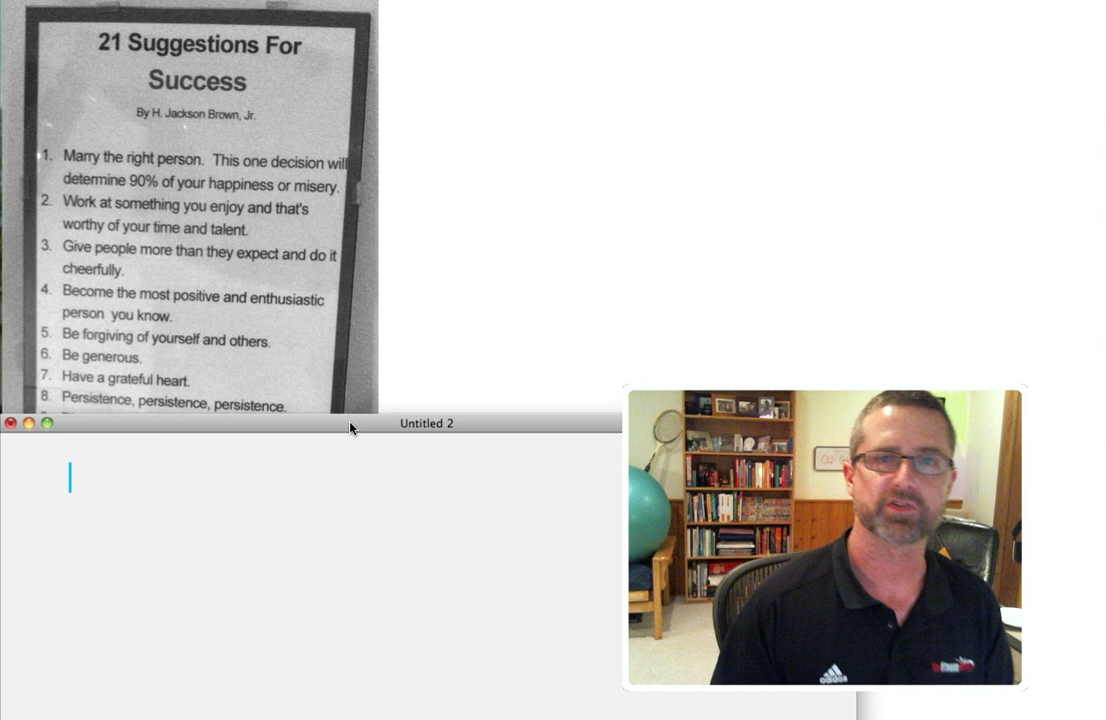 21 Suggestions For
Success
By H. Jackson Brown, Jr.
1. Marry the right person. This one decision will
determine 90% of your happiness or misery.
2. Work at something you enjoy and that's
worthy of your time and talent.
3. Give people more than they expect and do it
cheerfully.
4. Become the most positive and enthusiastic
person you know.
5. Be forgiving of yourself and others.
6. Be generous.
7. Have a grateful heart.
8. Persistence, persistence, persistence.
Untitled 2
adidas